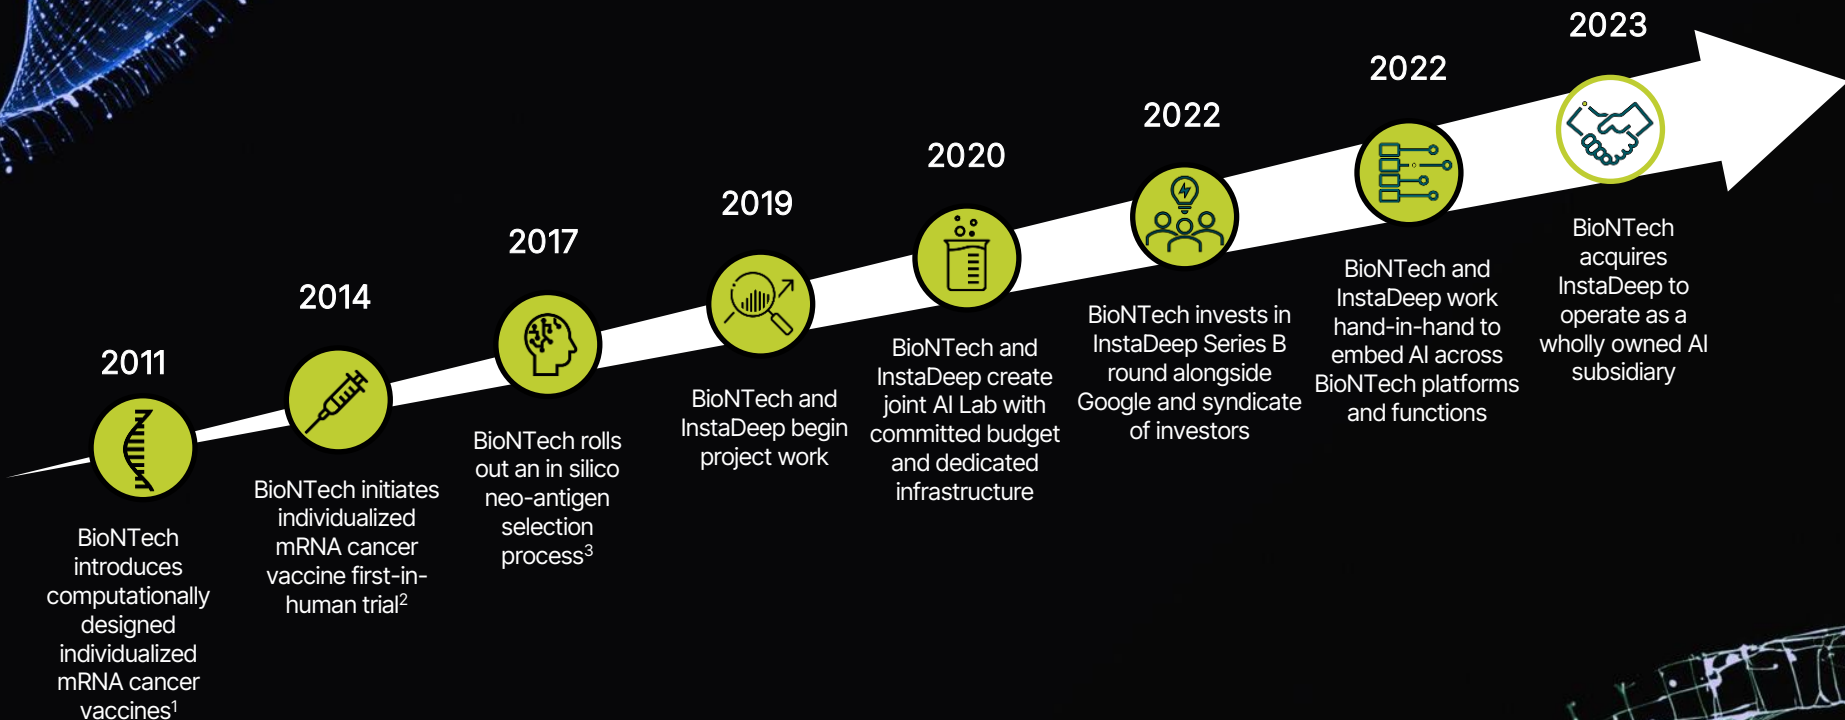 2011
BioNTech
introduces
computationally
designed
individualized
mRNA cancer
vaccines1
2014
BioNTech initiates
individualized
mRNA cancer
vaccine first-in-
human trial2
2017
BioNTech rolls
out an in silico
neo-antigen
selection
process3
2019
BioNTech and
InstaDeep begin
project work
2020
BioNTech and
InstaDeep create
joint AI Lab with
committed budget
and dedicated
infrastructure
2022
BioNTech invests in
InstaDeep Series B
round alongside
Google and syndicate
of investors
2022
BioNTech and
InstaDeep work
hand-in-hand to
embed AI across
BioNTech platforms
and functions
2023
BioNTech
acquires
InstaDeep to
operate as a
wholly owned AI
subsidiary